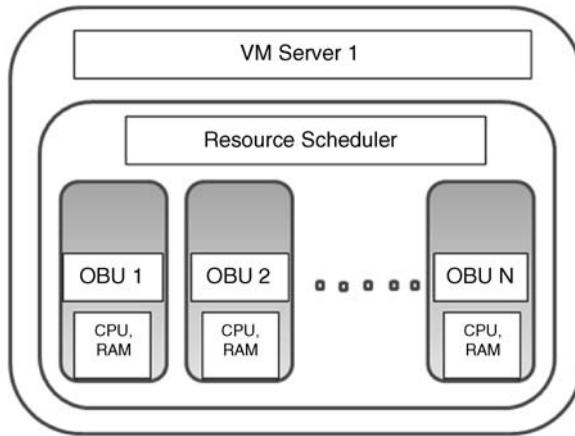 VM Server 1
Resource Scheduler
OBU 1
OBU 2
OBU N
CPU,
RAM
CPU,
RAM
CPU,
RAM